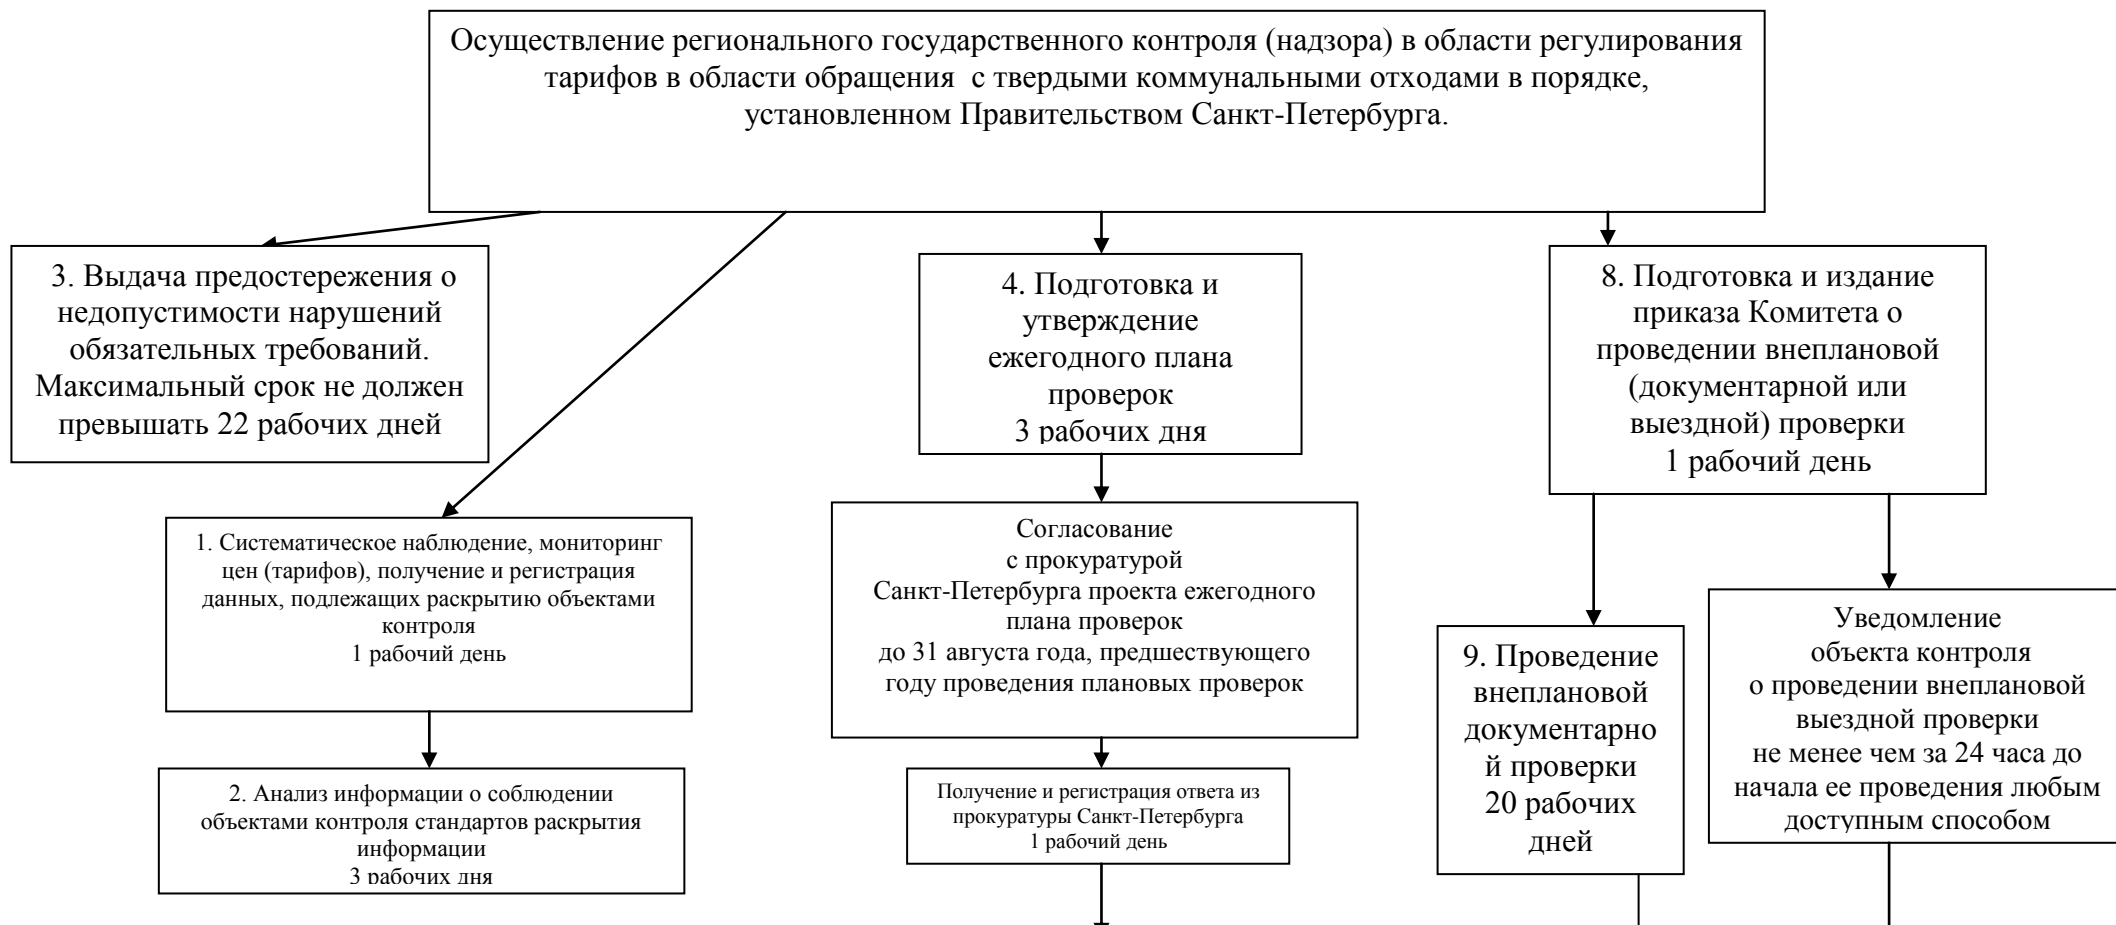 Осуществление регионального государственного контроля (надзора) в области регулирования
тарифов в области обращения с твердыми коммунальными отходами в порядке,
установленном Правительством Санкт-Петербурга.
3. Выдача предостережения о
недопустимости нарушений
обязательных требований.
Максимальный срок не должен
превышать 22 рабочих дней
4. Подготовка и
утверждение
ежегодного плана
проверок
3 рабочих дня
8. Подготовка и издание
приказа Комитета о
проведении внеплановой
(документарной или
выездной) проверки
1 рабочий день
1. Систематическое наблюдение, мониторинг
цен (тарифов), получение и регистрация
данных, подлежащих раскрытию объектами
контроля
1 рабочий день
Согласование
с прокуратурой
Санкт-Петербурга проекта ежегодного
плана проверок
до 31 августа года, предшествующего
году проведения плановых проверок
9. Проведение
внеплановой
документарно
й проверки
20 рабочих
дней
Уведомление
объекта контроля
о проведении внеплановой
выездной проверки
не менее чем за 24 часа до
начала ее проведения любым
доступным способом
2. Анализ информации о соблюдении
объектами контроля стандартов раскрытия
информации
3 рабочих дня
Получение и регистрация ответа из
прокуратуры Санкт-Петербурга
1 рабочий день